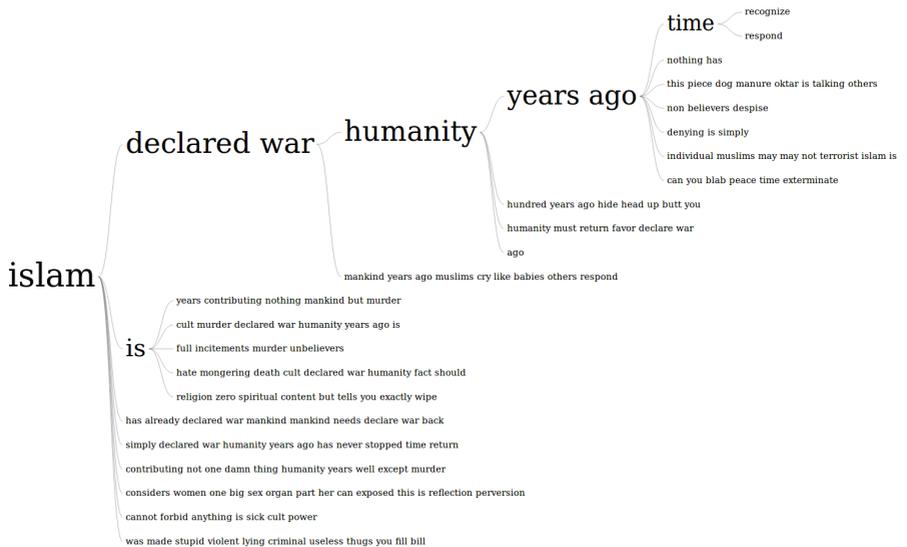 recognize
time
respond
nothing has
this piece dog manure oktar is talking others
years ago
non believers despise
denying is simply
humanity
declared war
individual muslims may may not terrorist islam is
can you blab peace time exterminate
hundred years ago hide head up butt you
humanity must return favor declare war
ago
islam
mankind years ago muslims cry like babies others respond
years contributing nothing mankind but murder
cult murder declared war humanity years ago is
is
full incitements murder unbelievers
hate mongering death cult declared war humanity fact should
religion zero spiritual content but tells you exactly wipe
has already declared war mankind mankind needs declare war back
simply declared war humanity years ago has never stopped time return
contributing not one damn thing humanity years well except murder
considers women one big sex organ part her can exposed this is reflection perversion
cannot forbid anything is sick cult power
was made stupid violent lying criminal useless thugs you fill bill